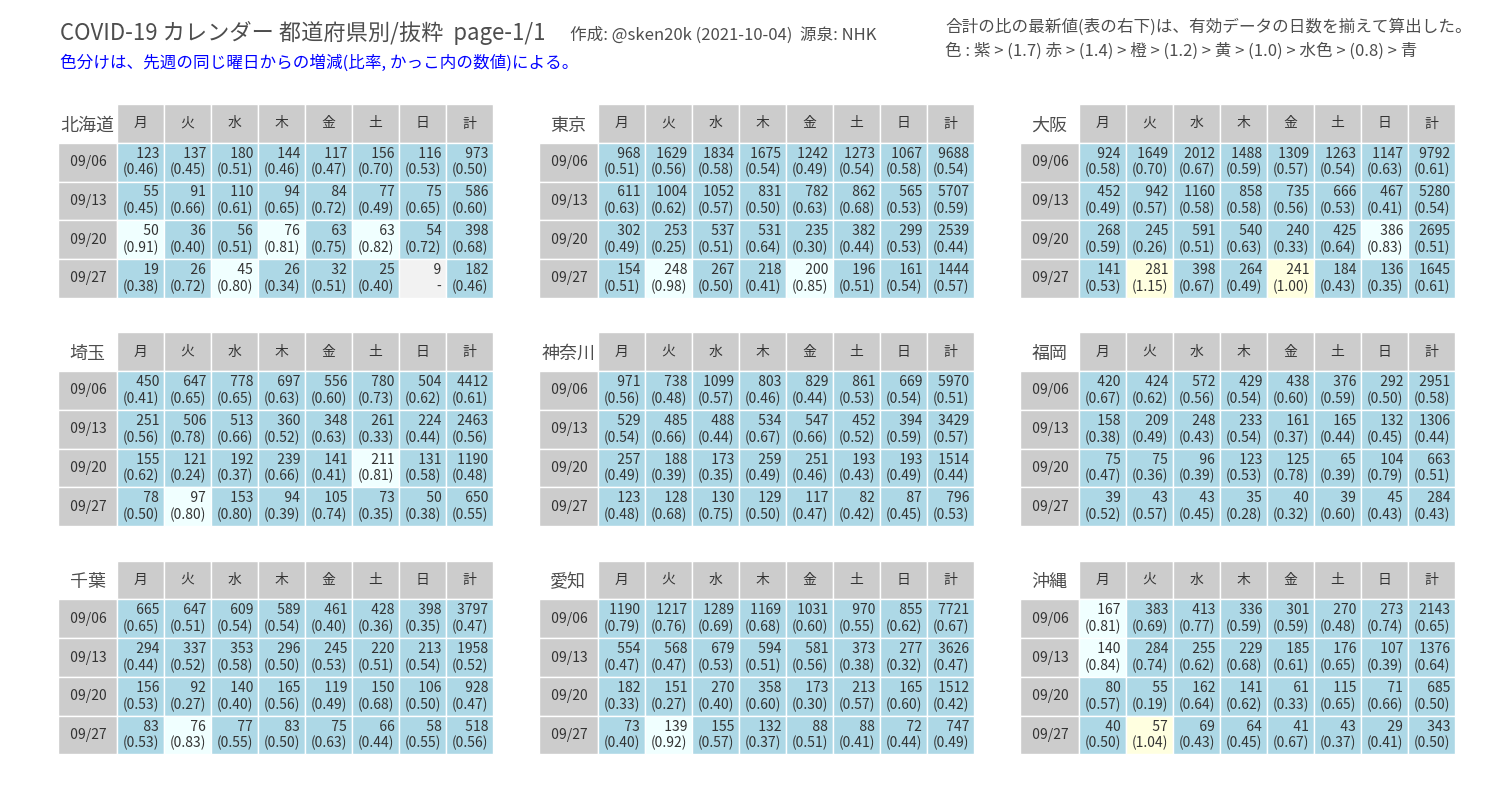 COVID-19 カレンダー 都道府県別/抜粋 page-1/1 作成: @sken20k (2021-10-04) 源泉: NHK
色分けは、先週の同じ曜日からの増減(比率, かっこ内の数値)による。
合計の比の最新値(表の右下)は、有効データの日数を揃えて算出した。
色 : 紫 > (1.7) 赤 > (1.4) > 橙 > (1.2) > 黄 > (1.0) > 水色 > (0.8) > 青
北海道 月 火 水 木 金 土 日 計
09/06 123 137 180 144 117 156 116 973
(0.46) (0.45) (0.51) (0.46) (0.47) (0.70) (0.53) (0.50)
09/13 55 91 110 94 84 77 75 586
(0.45) (0.66) (0.61) (0.65) (0.72) (0.49) (0.65) (0.60)
09/20 50 36 56 76 63 63 54 398
(0.91) (0.40) (0.51) (0.81) (0.75) (0.82) (0.72) (0.68)
09/27 19 26 45 26 32 25 9 182
(0.38) (0.72) (0.80) (0.34) (0.51) (0.40) - (0.46)
東京 月 火 水 木 金 土 日 計
09/06 968 1629 1834 1675 1242 1273 1067 9688
(0.51) (0.56) (0.58) (0.54) (0.49) (0.54) (0.58) (0.54)
09/13 611 1004 1052 831 782 862 565 5707
(0.63) (0.62) (0.57) (0.50) (0.63) (0.68) (0.53) (0.59)
09/20 302 253 537 531 235 382 299 2539
(0.49) (0.25) (0.51) (0.64) (0.30) (0.44) (0.53) (0.44)
09/27 154 248 267 218 200 196 161 1444
(0.51) (0.98) (0.50) (0.41) (0.85) (0.51) (0.54) (0.57)
大阪 月 火 水 木 金 土 日 計
09/06 924 1649 2012 1488 1309 1263 1147 9792
(0.58) (0.70) (0.67) (0.59) (0.57) (0.54) (0.63) (0.61)
09/13 452 942 1160 858 735 666 467 5280
(0.49) (0.57) (0.58) (0.58) (0.56) (0.53) (0.41) (0.54)
09/20 268 245 591 540 240 425 386 2695
(0.59) (0.26) (0.51) (0.63) (0.33) (0.64) (0.83) (0.51)
09/27 141 281 398 264 241 184 136 1645
(0.53) (1.15) (0.67) (0.49) (1.00) (0.43) (0.35) (0.61)
埼玉 月 火 水 木 金 土 日 計
09/06 450 647 778 697 556 780 504 4412
(0.41) (0.65) (0.65) (0.63) (0.60) (0.73) (0.62) (0.61)
09/13 251 506 513 360 348 261 224 2463
(0.56) (0.78) (0.66) (0.52) (0.63) (0.33) (0.44) (0.56)
09/20 155 121 192 239 141 211 131 1190
(0.62) (0.24) (0.37) (0.66) (0.41) (0.81) (0.58) (0.48)
09/27 78 97 153 94 105 73 50 650
(0.50) (0.80) (0.80) (0.39) (0.74) (0.35) (0.38) (0.55)
神奈川 月 火 水 木 金 土 日 計
09/06 971 738 1099 803 829 861 669 5970
(0.56) (0.48) (0.57) (0.46) (0.44) (0.53) (0.54) (0.51)
09/13 529 485 488 534 547 452 394 3429
(0.54) (0.66) (0.44) (0.67) (0.66) (0.52) (0.59) (0.57)
09/20 257 188 173 259 251 193 193 1514
(0.49) (0.39) (0.35) (0.49) (0.46) (0.43) (0.49) (0.44)
09/27 123 128 130 129 117 82 87 796
(0.48) (0.68) (0.75) (0.50) (0.47) (0.42) (0.45) (0.53)
福岡 月 火 水 木 金 土 日 計
09/06 420 424 572 429 438 376 292 2951
(0.67) (0.62) (0.56) (0.54) (0.60) (0.59) (0.50) (0.58)
09/13 158 209 248 233 161 165 132 1306
(0.38) (0.49) (0.43) (0.54) (0.37) (0.44) (0.45) (0.44)
09/20 75 75 96 123 125 65 104 663
(0.47) (0.36) (0.39) (0.53) (0.78) (0.39) (0.79) (0.51)
09/27 39 43 43 35 40 39 45 284
(0.52) (0.57) (0.45) (0.28) (0.32) (0.60) (0.43) (0.43)
千葉 月 火 水 木 金 土 日 計
09/06 665 647 609 589 461 428 398 3797
(0.65) (0.51) (0.54) (0.54) (0.40) (0.36) (0.35) (0.47)
09/13 294 337 353 296 245 220 213 1958
(0.44) (0.52) (0.58) (0.50) (0.53) (0.51) (0.54) (0.52)
09/20 156 92 140 165 119 150 106 928
(0.53) (0.27) (0.40) (0.56) (0.49) (0.68) (0.50) (0.47)
09/27 83 76 77 83 75 66 58 518
(0.53) (0.83) (0.55) (0.50) (0.63) (0.44) (0.55) (0.56)
愛知 月 火 水 木 金 土 日 計
09/06 1190 1217 1289 1169 1031 970 855 7721
(0.79) (0.76) (0.69) (0.68) (0.60) (0.55) (0.62) (0.67)
09/13 554 568 679 594 581 373 277 3626
(0.47) (0.47) (0.53) (0.51) (0.56) (0.38) (0.32) (0.47)
09/20 182 151 270 358 173 213 165 1512
(0.33) (0.27) (0.40) (0.60) (0.30) (0.57) (0.60) (0.42)
09/27 73 139 155 132 88 88 72 747
(0.40) (0.92) (0.57) (0.37) (0.51) (0.41) (0.44) (0.49)
沖縄 月 火 水 木 金 土 日 計
09/06 167 383 413 336 301 270 273 2143
(0.81) (0.69) (0.77) (0.59) (0.59) (0.48) (0.74) (0.65)
09/13 140 284 255 229 185 176 107 1376
(0.84) (0.74) (0.62) (0.68) (0.61) (0.65) (0.39) (0.64)
09/20 80 55 162 141 61 115 71 685
(0.57) (0.19) (0.64) (0.62) (0.33) (0.65) (0.66) (0.50)
09/27 40 57 69 64 41 43 29 343
(0.50) (1.04) (0.43) (0.45) (0.67) (0.37) (0.41) (0.50)